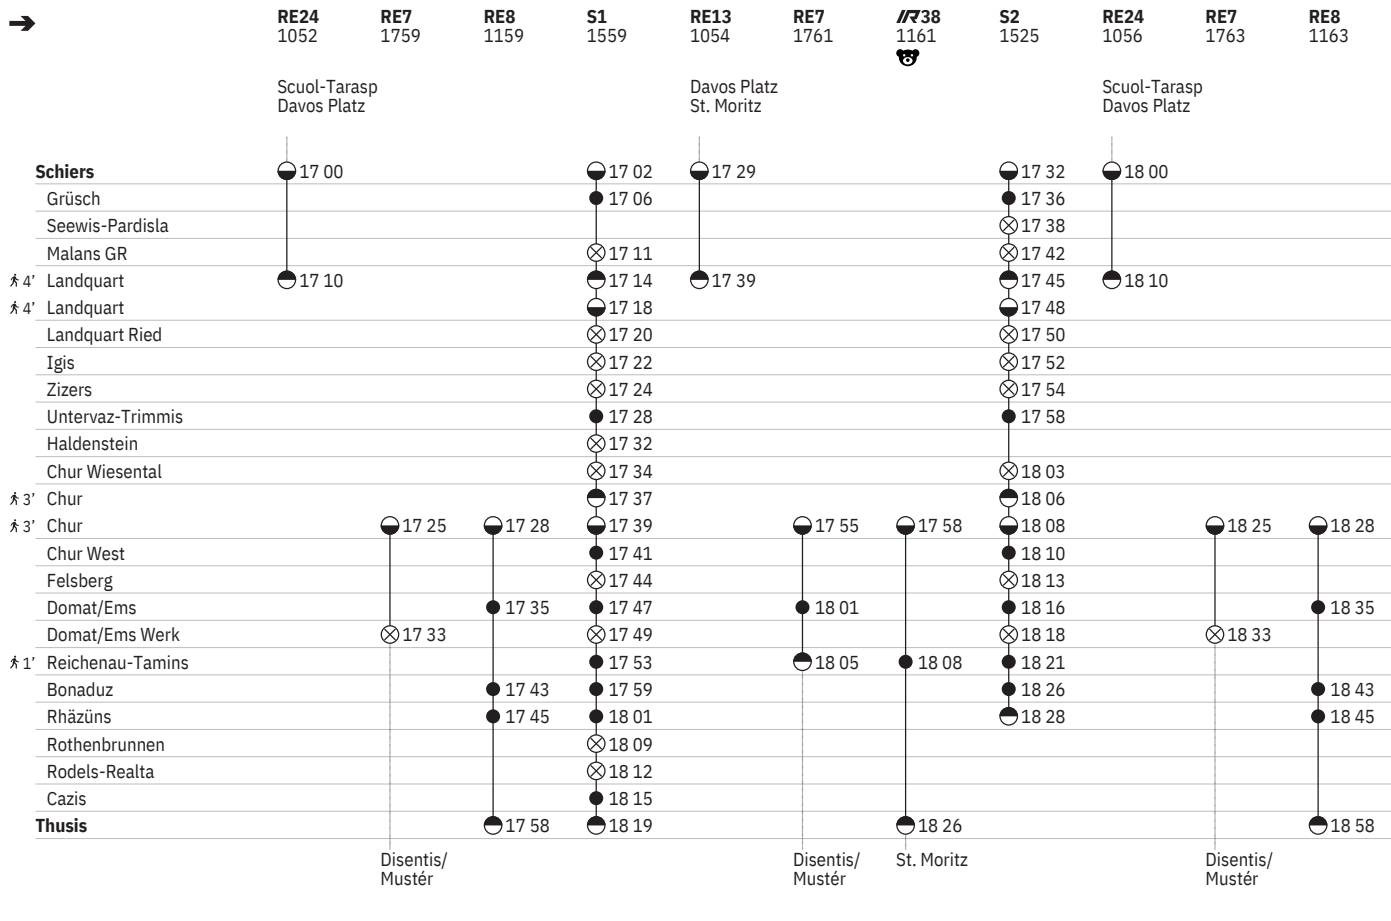 RE24 RE7 RE8 S1 RE13 RE7 IR38 S2 RE24 RE7 RE8
1052 1759 1159 1559 1054 1761 1161 1525 1056 1763 1163
Scuol-Tarasp Davos Platz Scuol-Tarasp
Davos Platz St. Moritz Davos Platz
Schiers 17 00 17 02 17 29 17 32 18 00
Grüsch 17 06 17 36
Seewis-Pardisla 17 38
Malans GR 17 11 17 42
4’ Landquart 17 10 17 14 17 39 17 45 18 10
4’ Landquart 17 18 17 48
Landquart Ried 17 20 17 50
Igis 17 22 17 52
Zizers 17 24 17 54
Untervaz-Trimmis 17 28 17 58
Haldenstein 17 32
Chur Wiesental 17 34 18 03
3’ Chur 17 37 18 06
3’ Chur 17 25 17 28 17 39 17 55 17 58 18 08 18 25 18 28
Chur West 17 41 18 10
Felsberg 17 44 18 13
Domat/Ems 17 35 17 47 18 01 18 16 18 35
Domat/Ems Werk 17 33 17 49 18 18 18 33
1’ Reichenau-Tamins 17 53 18 05 18 08 18 21
Bonaduz 17 43 17 59 18 26 18 43
Rhäzüns 17 45 18 01 18 28 18 45
Rothenbrunnen 18 09
Rodels-Realta 18 12
Cazis 18 15
Thusis 17 58 18 19 18 26 18 58
Disentis/ Disentis/ St. Moritz Disentis/
Mustér Mustér Mustér